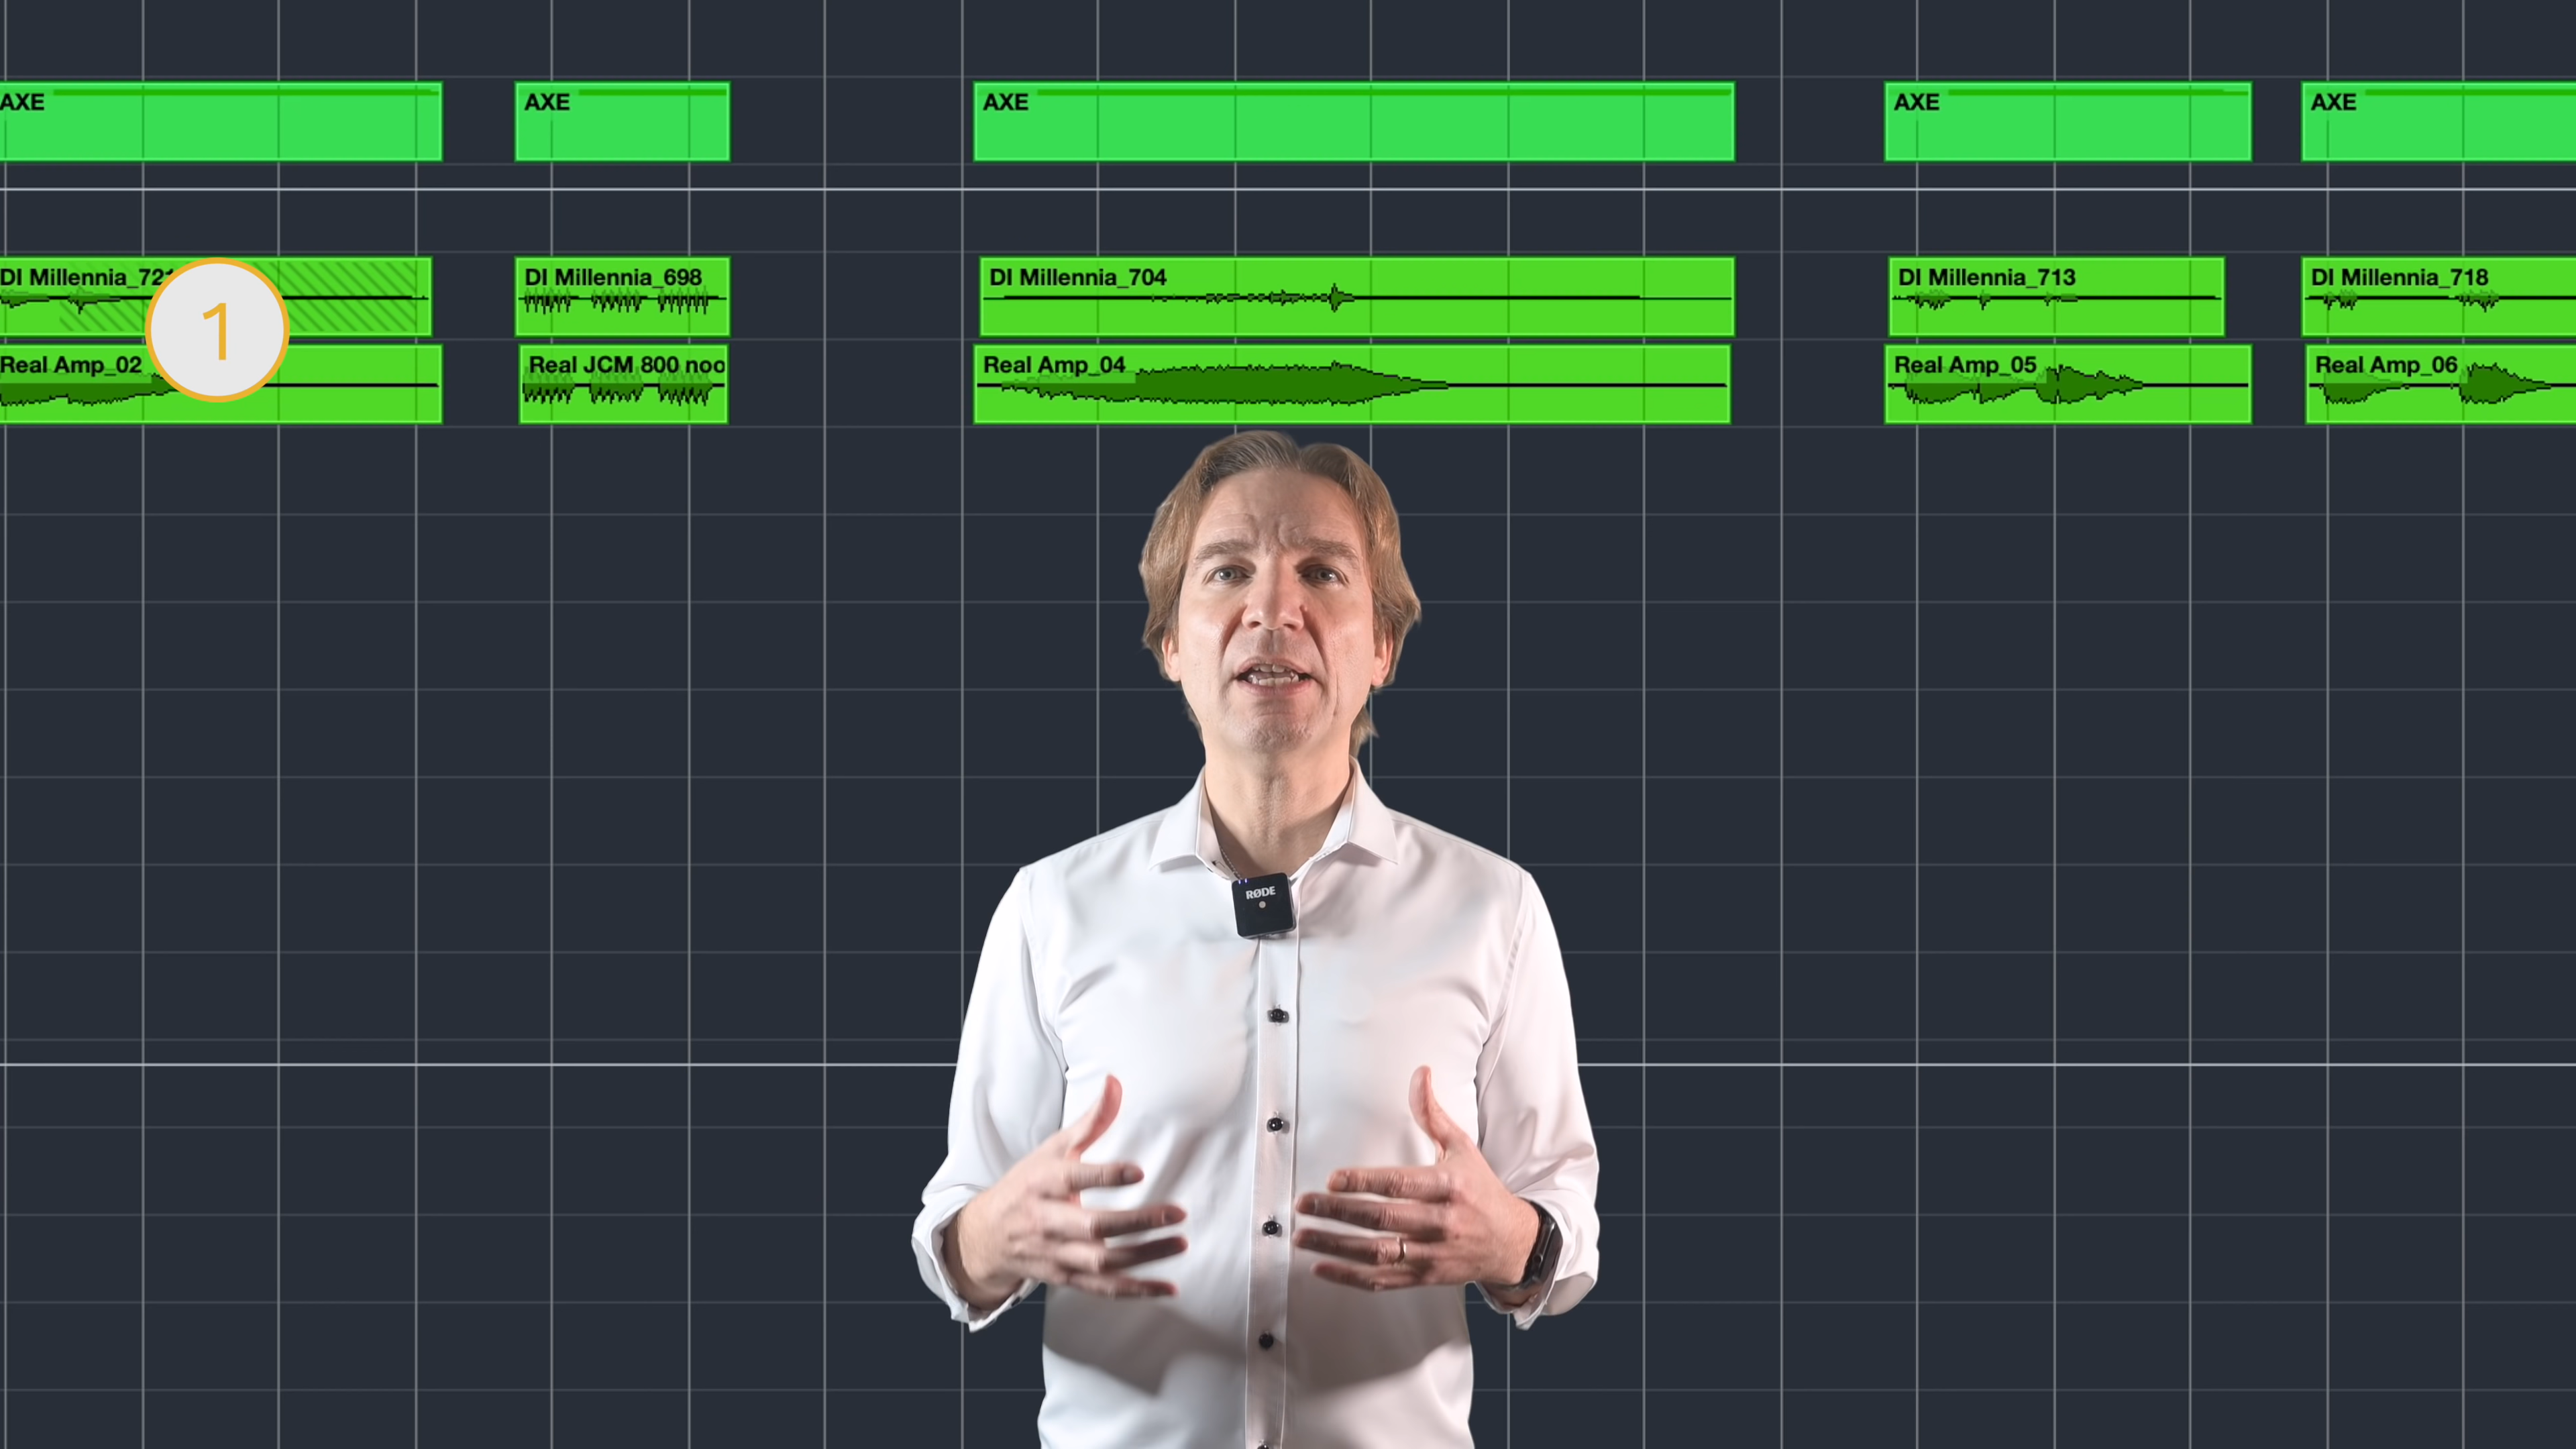 AXE
AXE
AXE
AXE
AXE
DI Millennia_721
DI Millennia_698
DI Millennia_704
DI Millennia_713
DI Millennia_718
1
Real Amp_02
Real JCM 800 noo
Real Amp_04
Real Amp_05
Real Amp_06
RØDE